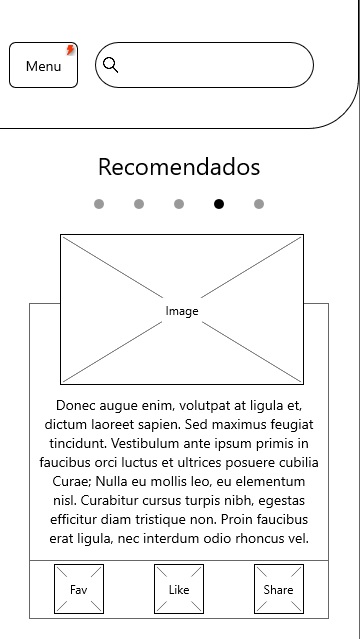 Menu
Recomendados
Image
Donec augue enim, volutpat at ligula et,
dictum laoreet sapien. Sed maximus feugiat
tincidunt. Vestibulum ante ipsum primis in
faucibus orci luctus et ultrices posuere cubilia
Curae; Nulla eu mollis leo, eu elementum
nisl. Curabitur cursus turpis nibh, egestas
efficitur diam tristique non. Proin faucibus
erat ligula, nec interdum odio rhoncus vel.
Fav
Like
Share